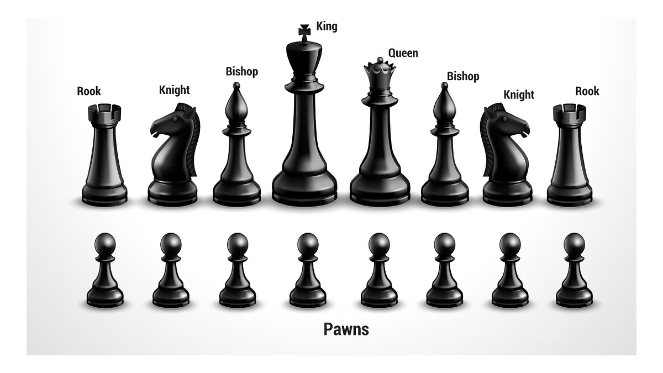 King
Queen
Bishop
Bishop
Rook
Knight
Knight
Rook
Pawns